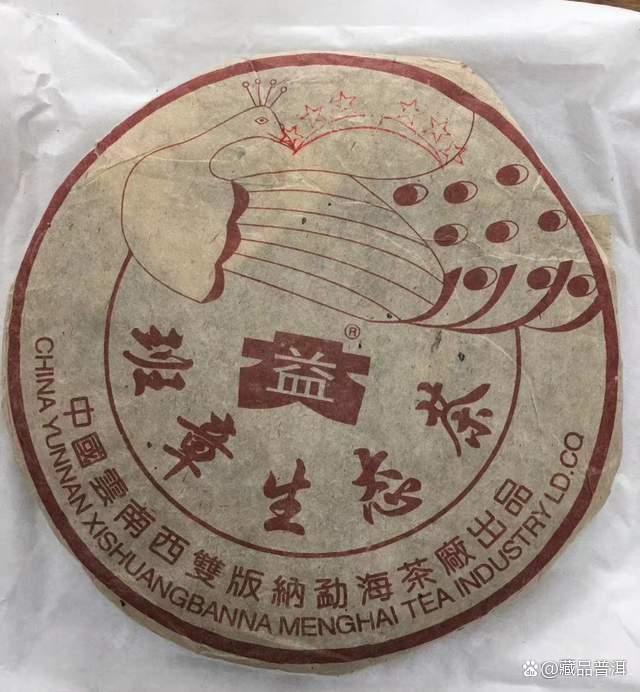 ®
益
班章生态茶
中國雲南西雙版納勐海茶廠出品
CHINA YUNNAN XISHUANGBANNA MENGHAI TEA INDUSTRY LD.CO
@藏品普洱